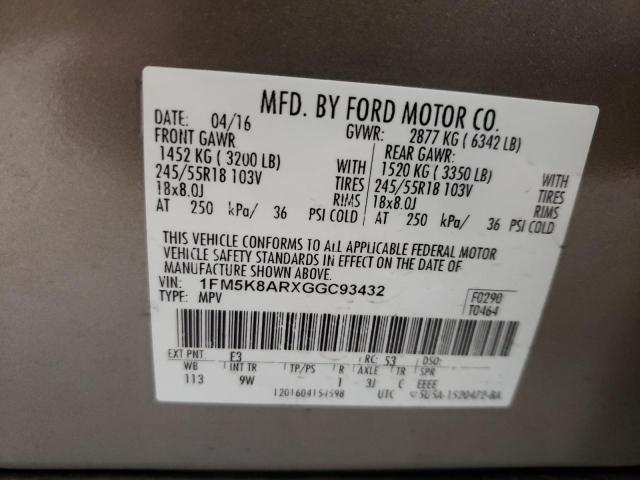 MFD. BY FORD MOTOR CO.
DATE: 04/16 GVWR: 2877 KG ( 6342 LB)
FRONT GAWR REAR GAWR:
1452 KG ( 3200 LB) WITH 1520 KG ( 3350 LB) WITH
245/55R18 103V TIRES 245/55R18 103V TIRES
18x8.0J RIMS 18x8.0J RIMS
AT 250 kPa/ 36 PSI COLD AT 250 kPa/ 36 PSI COLD
THIS VEHICLE CONFORMS TO ALL APPLICABLE FEDERAL MOTOR
VEHICLE SAFETY STANDARDS IN EFFECT ON THE DATE OF
MANUFACTURE SHOWN ABOVE.
VIN: 1FM5K8ARXGGC93432 F0290
TYPE: MPV T0464
EXT PNT: E3 RC: 53 DSO:
WB INT TR TP/PS R AXLE TR SPR
113 9W 1 3J C EEEE
UTC